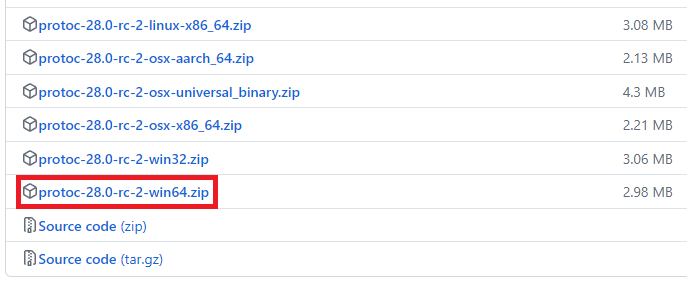 protoc-28.0-rc-2-linux-x86_64.zip 3.08 MB
protoc-28.0-rc-2-osx-aarch_64.zip 2.13 MB
protoc-28.0-rc-2-osx-universal_binary.zip 4.3 MB
protoc-28.0-rc-2-osx-x86_64.zip 2.21 MB
protoc-28.0-rc-2-win32.zip 3.06 MB
protoc-28.0-rc-2-win64.zip 2.98 MB
Source code (zip)
Source code (tar.gz)